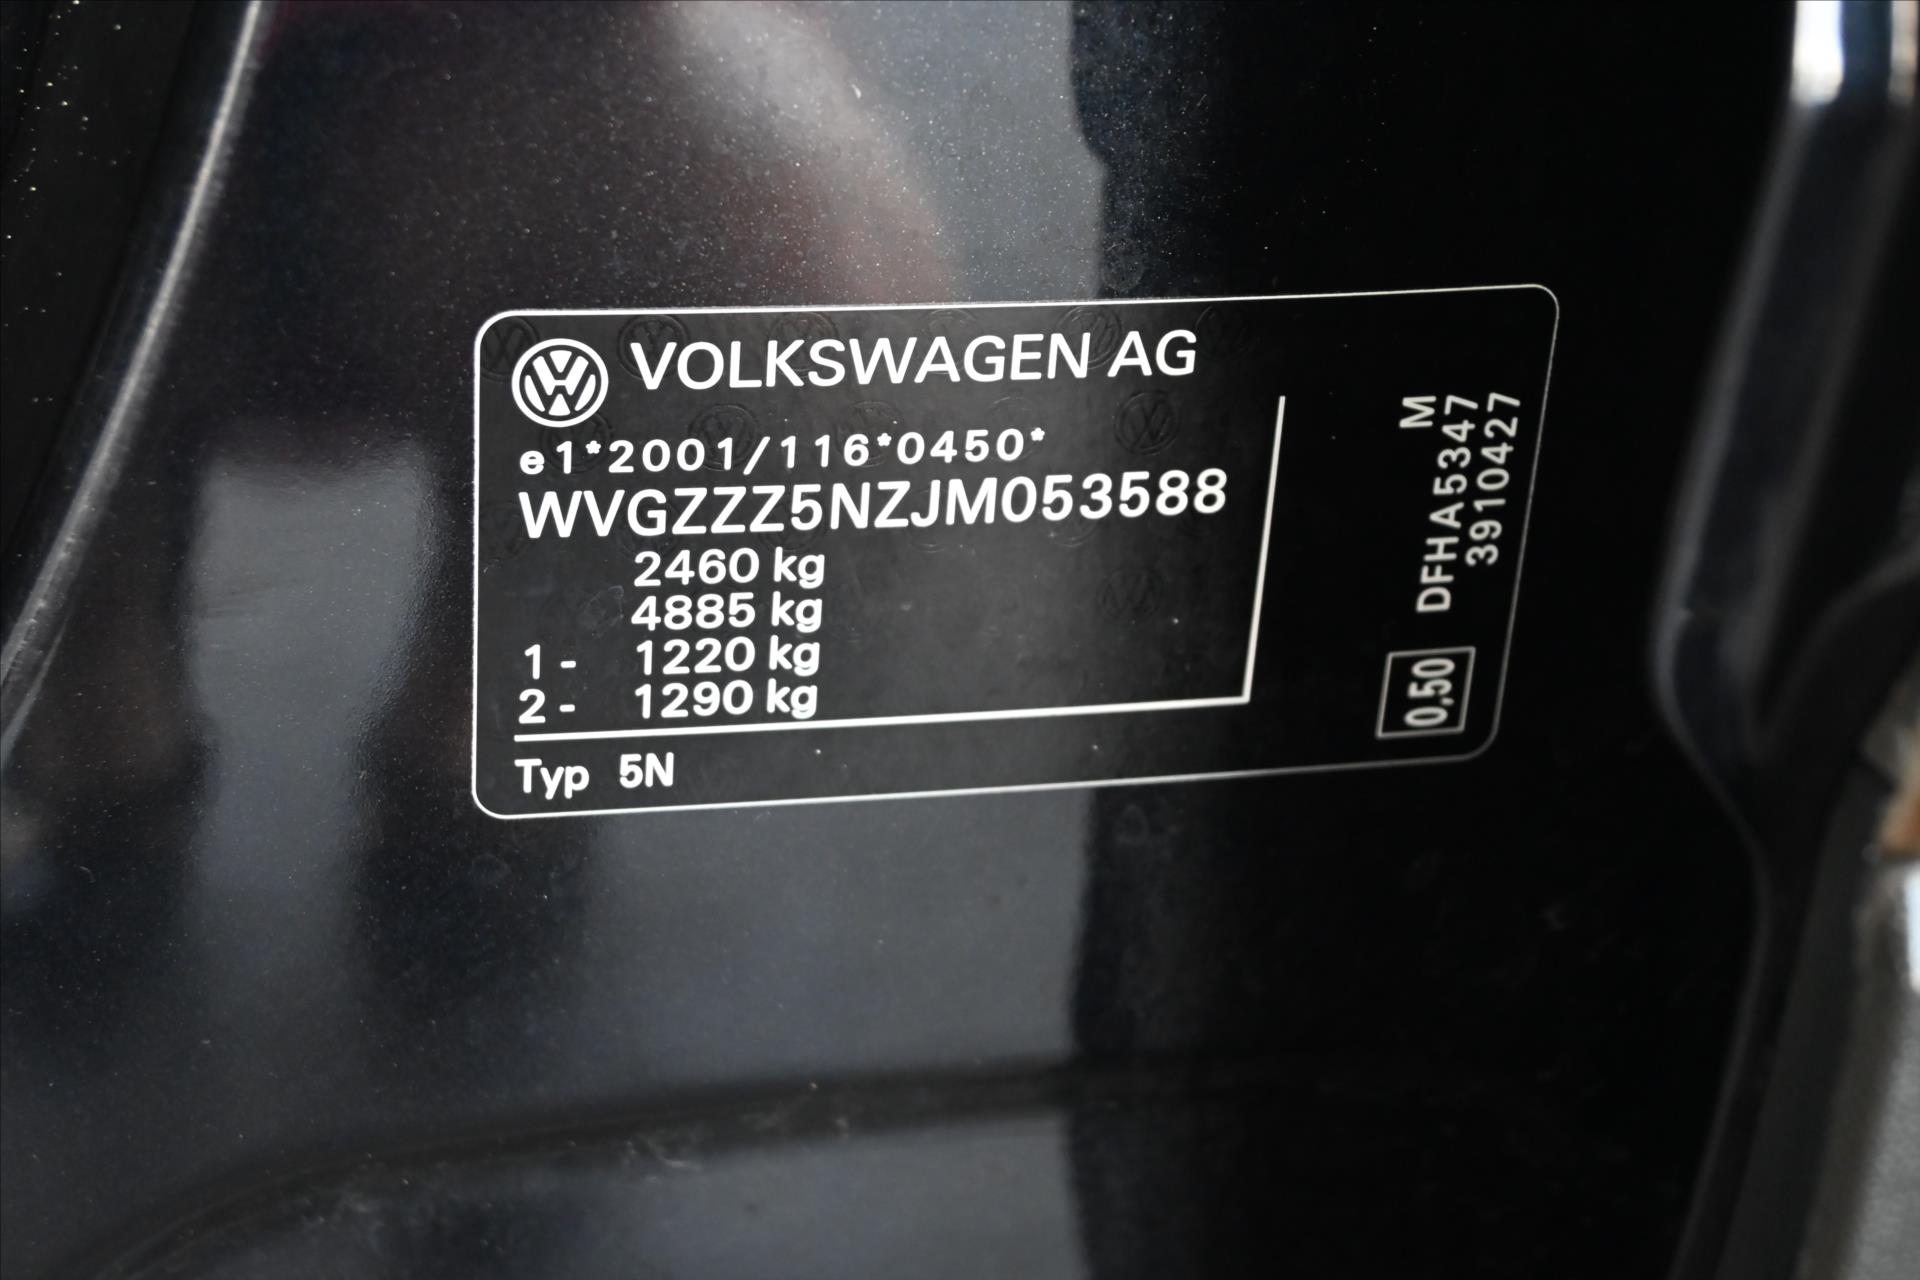 VOLKSWAGEN AG
e1*2001/116*0450*
WVGZZZ5NZJM053588
2460 kg
4885 kg
1- 1220 kg
2- 1290 kg
Typ 5N
M
DFHA5347
3910427
0,50